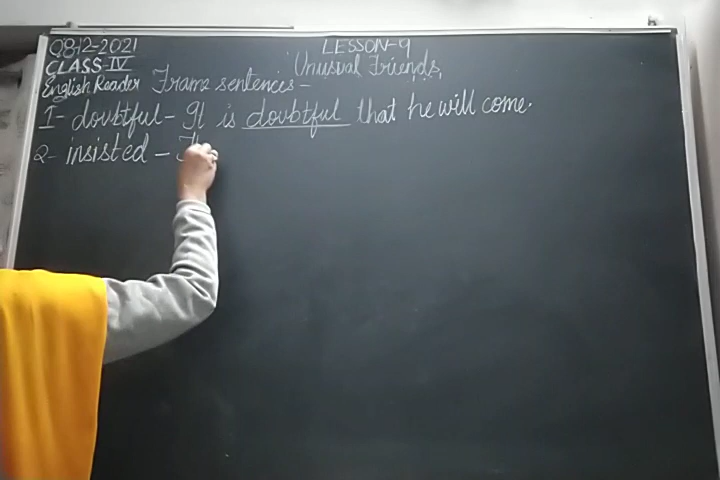 08-12-2021
LESSON-9
CLASS-IV
Unusual Friends
English Reader
Frame sentences-
1- doubtful - It is doubtful that he will come.
2- insisted -